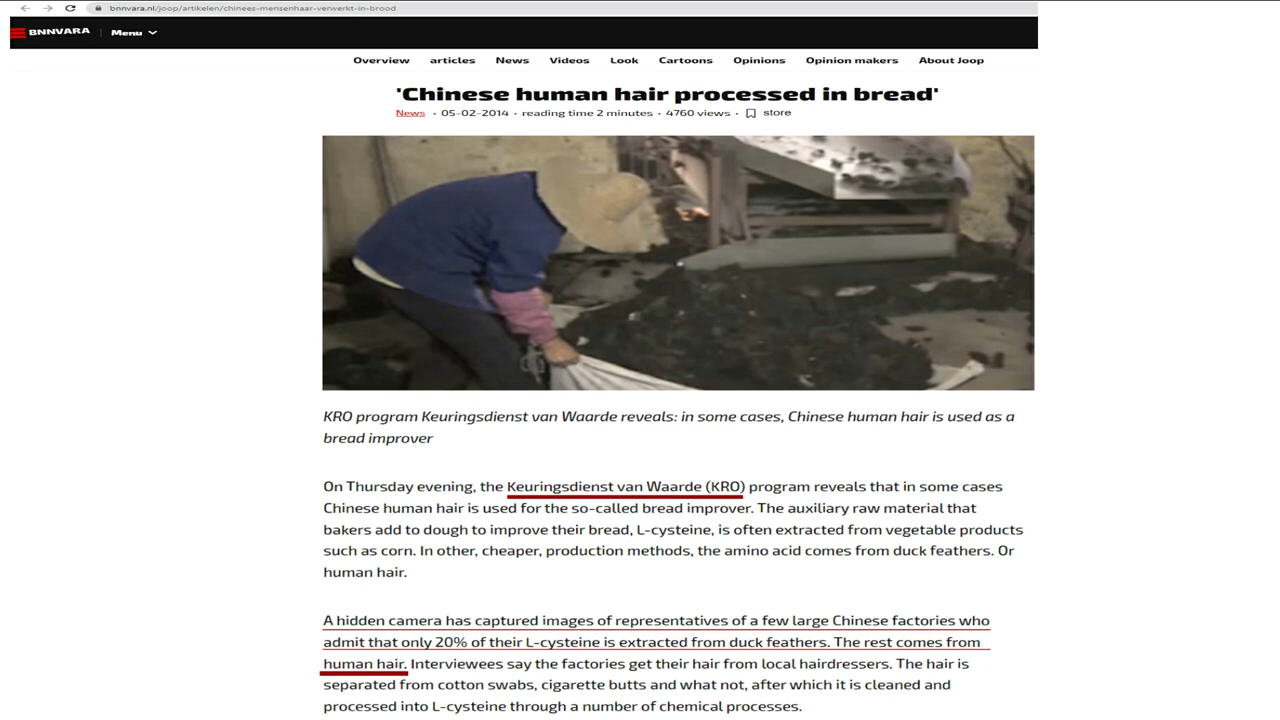 bnnvara.nl/joop/artikelen/chinees-mensenhaar-verwerkt-in-brood
BNNVARA | Menu
Overview articles News Videos Look Cartoons Opinions Opinion makers About Joop
'Chinese human hair processed in bread'
News · 05-02-2014 · reading time 2 minutes · 4760 views · store
KRO program Keuringsdienst van Waarde reveals: in some cases, Chinese human hair is used as a
bread improver
On Thursday evening, the Keuringsdienst van Waarde (KRO) program reveals that in some cases
Chinese human hair is used for the so-called bread improver. The auxiliary raw material that
bakers add to dough to improve their bread, L-cysteine, is often extracted from vegetable products
such as corn. In other, cheaper, production methods, the amino acid comes from duck feathers. Or
human hair.
A hidden camera has captured images of representatives of a few large Chinese factories who
admit that only 20% of their L-cysteine is extracted from duck feathers. The rest comes from
human hair. Interviewees say the factories get their hair from local hairdressers. The hair is
separated from cotton swabs, cigarette butts and what not, after which it is cleaned and
processed into L-cysteine through a number of chemical processes.